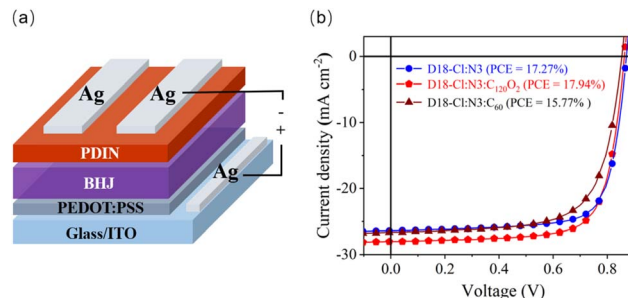 (a)
Ag
Ag
-
+
Ag
PDIN
BHJ
PEDOT:PSS
Glass/ITO
(b)
D18-Cl:N3 (PCE = 17.27%)
D18-Cl:N3:C₁₂₀O₂ (PCE = 17.94%)
D18-Cl:N3:C₆₀ (PCE = 15.77% )
Current density (mA cm⁻²)
0
-10
-20
-30
0.0 0.2 0.4 0.6 0.8
Voltage (V)